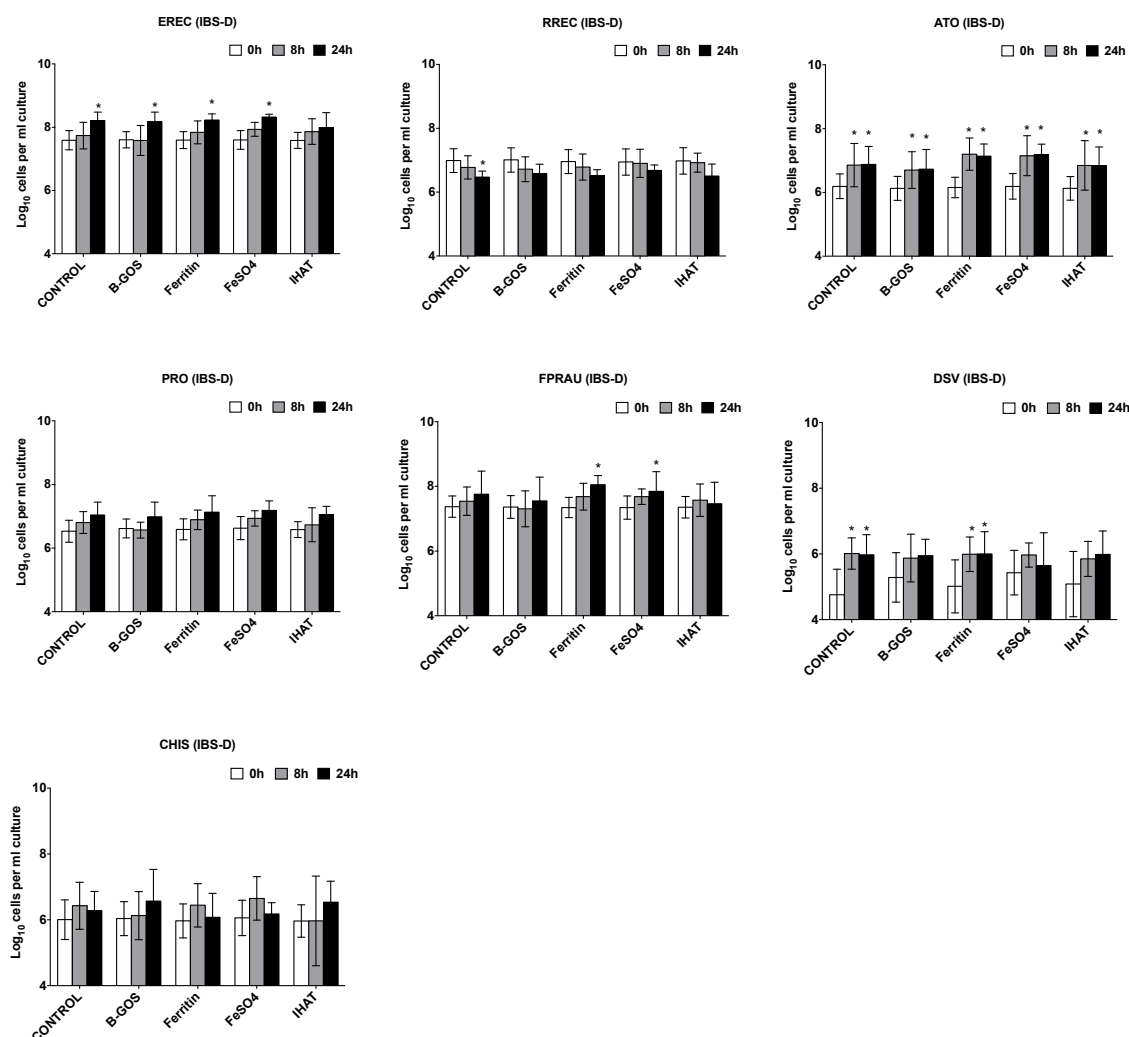 EREC (IBS-D)
0h 8h 24h
Log10 cells per ml culture
10
8
6
4
* * * *
CONTROL
B-GOS
Ferritin
FeSO4
IHAT
RREC (IBS-D)
0h 8h 24h
Log10 cells per ml culture
10
8
6
4
*
CONTROL
B-GOS
Ferritin
FeSO4
IHAT
ATO (IBS-D)
0h 8h 24h
Log10 cells per ml culture
10
8
6
4
* * * * * * * * * *
CONTROL
B-GOS
Ferritin
FeSO4
IHAT
PRO (IBS-D)
0h 8h 24h
Log10 cells per ml culture
10
8
6
4
CONTROL
B-GOS
Ferritin
FeSO4
IHAT
FPRAU (IBS-D)
0h 8h 24h
Log10 cells per ml culture
10
8
6
4
* *
CONTROL
B-GOS
Ferritin
FeSO4
IHAT
DSV (IBS-D)
0h 8h 24h
Log10 cells per ml culture
10
8
6
4
* * * *
CONTROL
B-GOS
Ferritin
FeSO4
IHAT
CHIS (IBS-D)
0h 8h 24h
Log10 cells per ml culture
10
8
6
4
CONTROL
B-GOS
Ferritin
FeSO4
IHAT